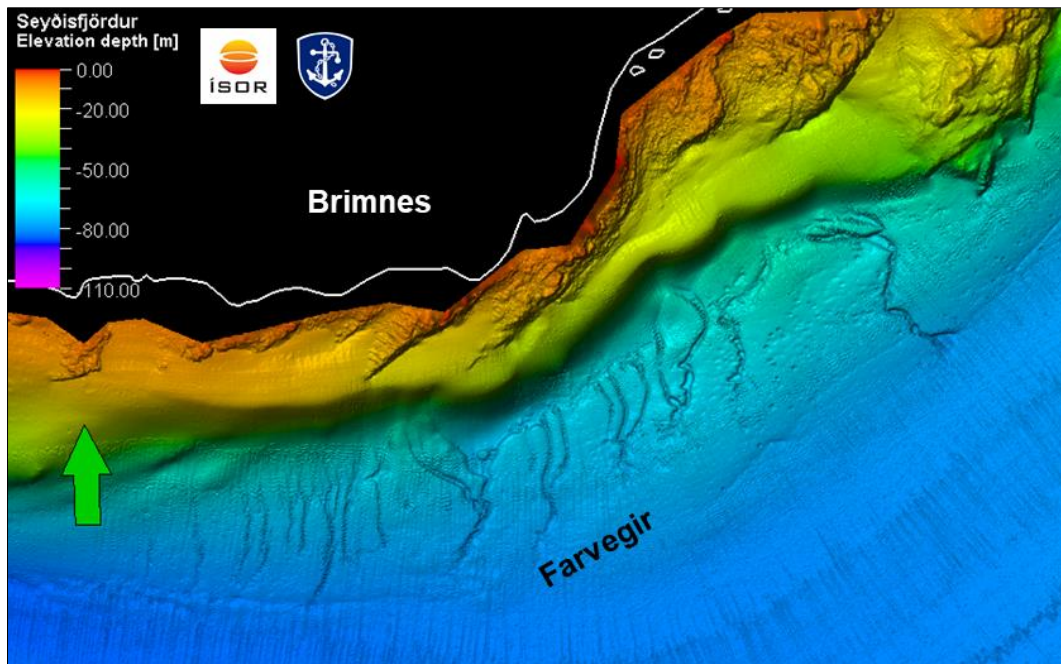 Seyðisfjördur
Elevation depth [m]
0.00
-20.00
-50.00
-80.00
-110.00
ÍSOR
Brimnes
Farvegir